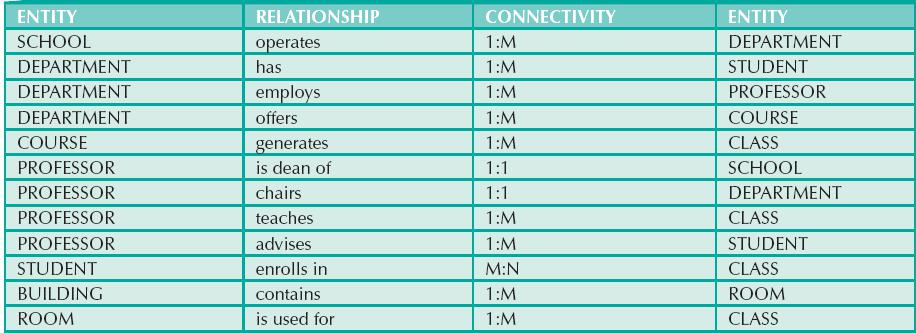 ENTITY RELATIONSHIP CONNECTIVITY ENTITY
SCHOOL operates 1:M DEPARTMENT
DEPARTMENT has 1:M STUDENT
DEPARTMENT employs 1:M PROFESSOR
DEPARTMENT offers 1:M COURSE
COURSE generates 1:M CLASS
PROFESSOR is dean of 1:1 SCHOOL
PROFESSOR chairs 1:1 DEPARTMENT
PROFESSOR teaches 1:M CLASS
PROFESSOR advises 1:M STUDENT
STUDENT enrolls in M:N CLASS
BUILDING contains 1:M ROOM
ROOM is used for 1:M CLASS